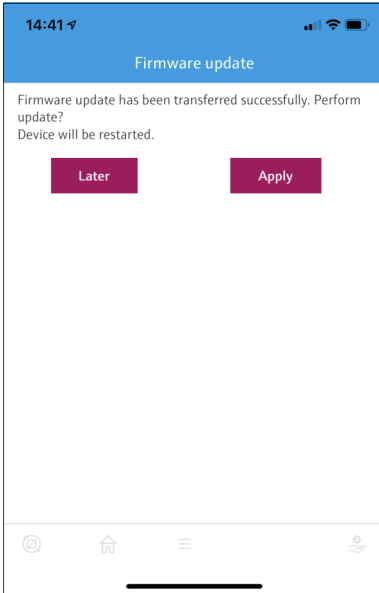 14:41
Firmware update
Firmware update has been transferred successfully. Perform
update?
Device will be restarted.
Later Apply